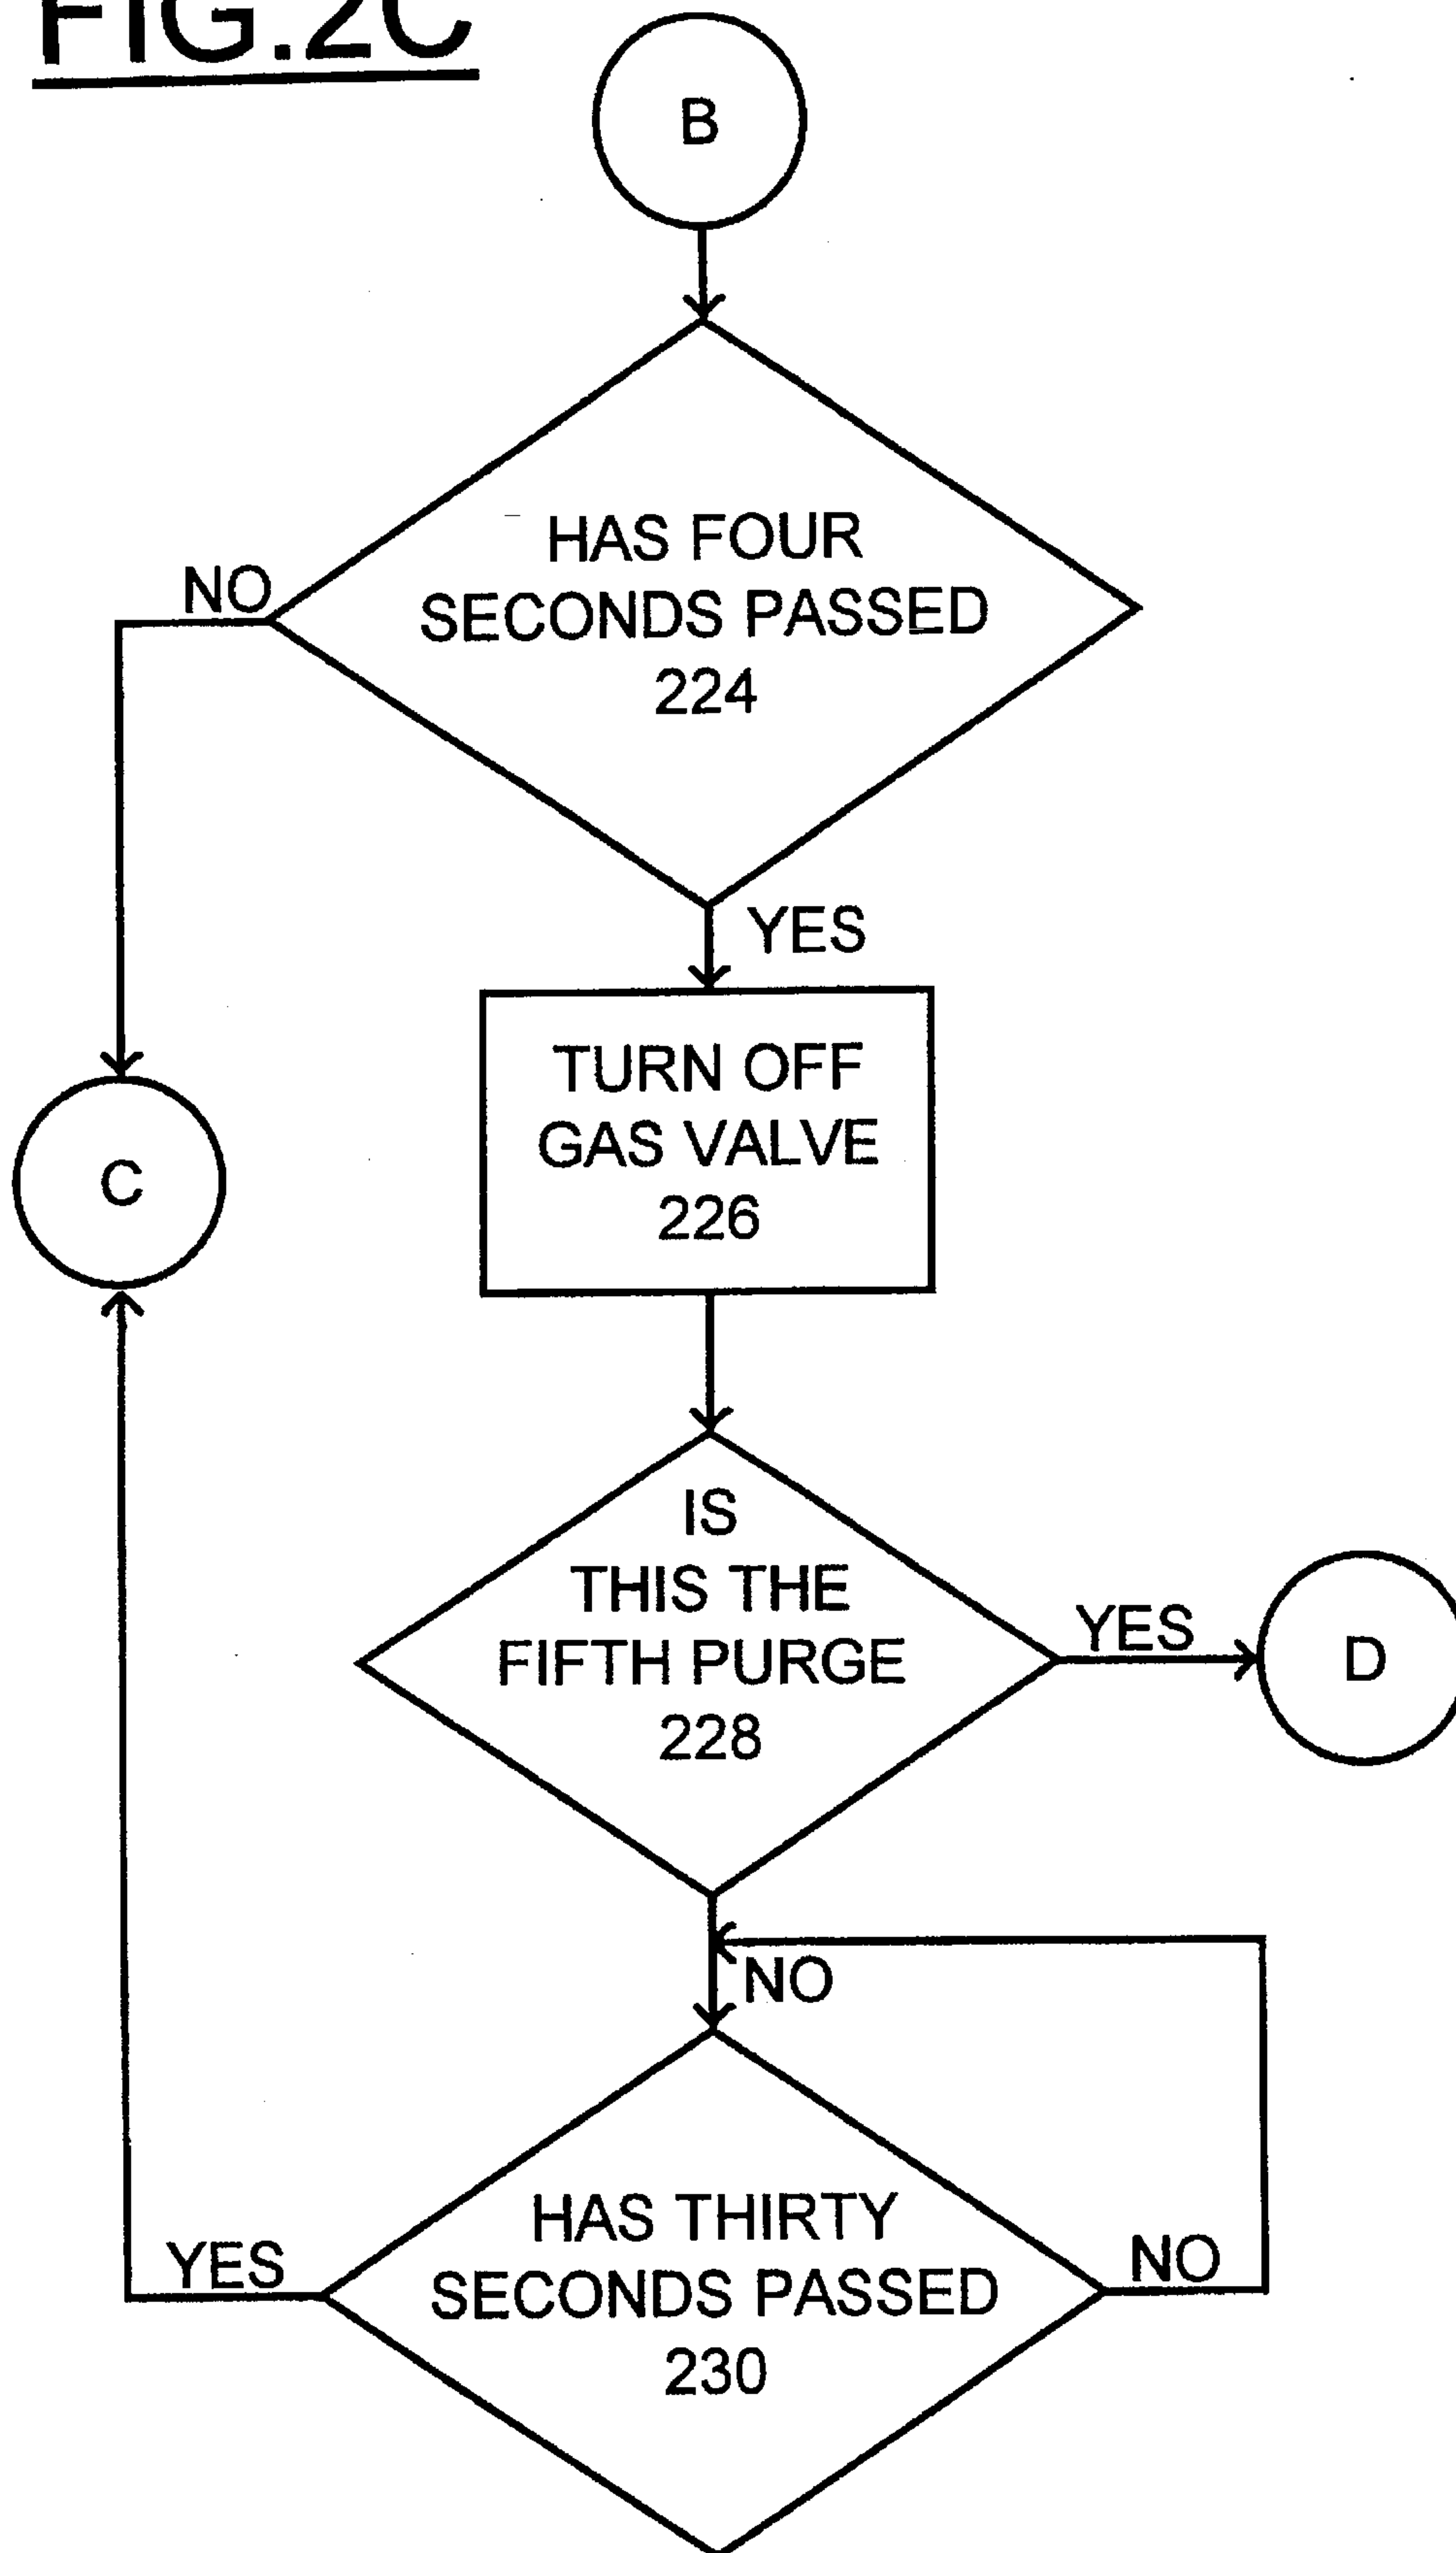 FIG.2C
B
HAS FOUR
SECONDS PASSED
224
NO
YES
TURN OFF
GAS VALVE
226
C
IS
THIS THE
FIFTH PURGE
228
YES
D
NO
HAS THIRTY
SECONDS PASSED
230
YES
NO